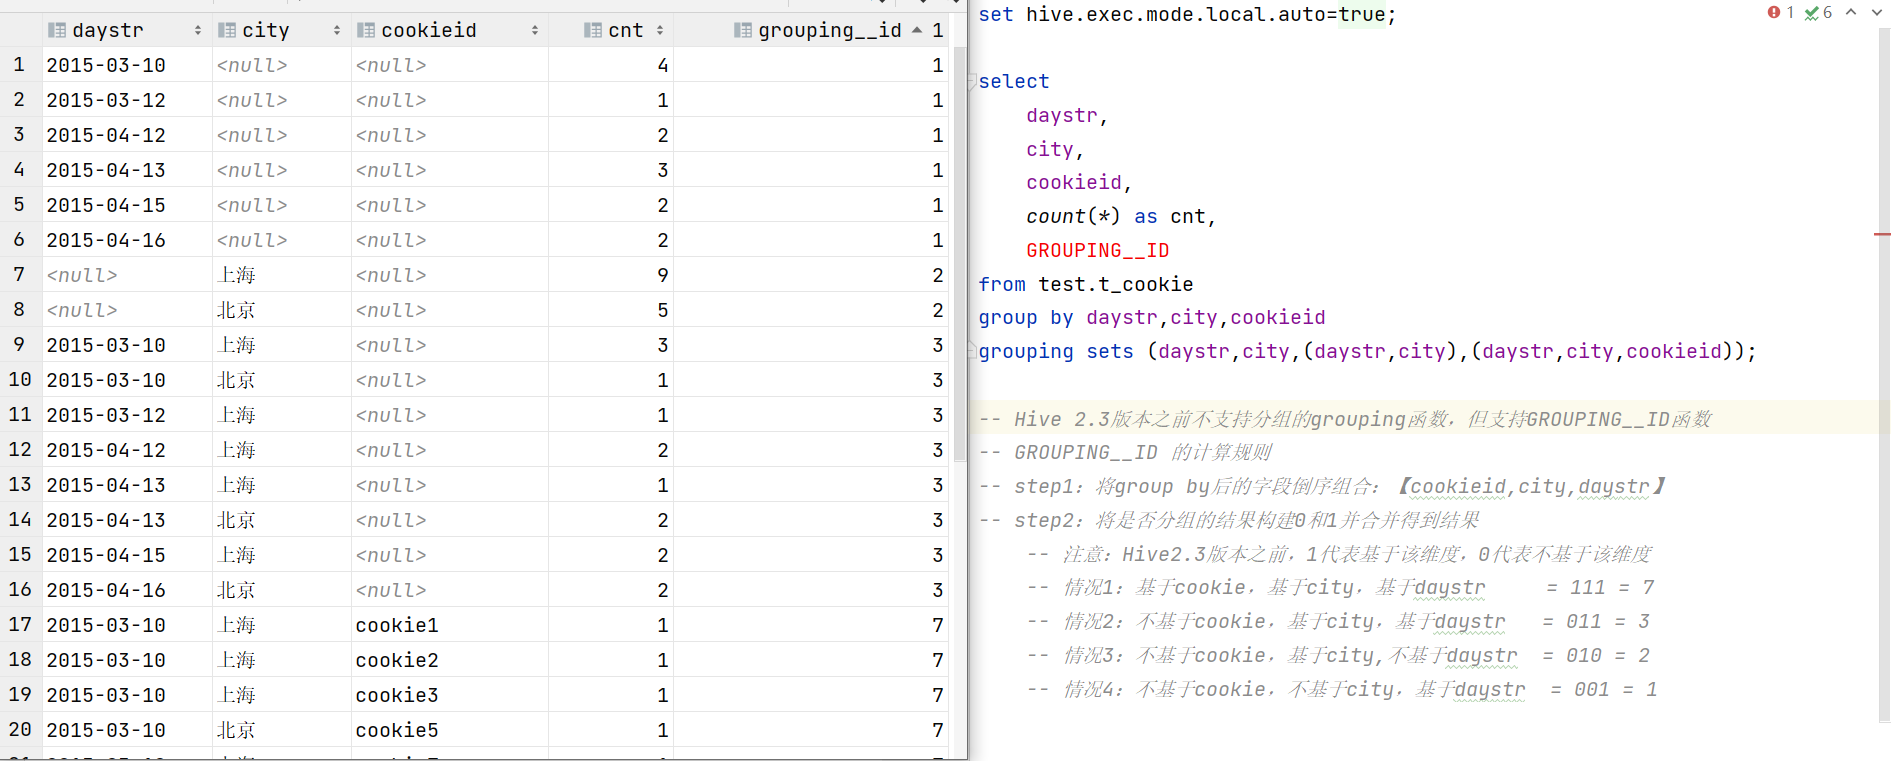 daystr city cookieid cnt grouping__id 1
1 2015-03-10 <null> <null> 4 1
2 2015-03-12 <null> <null> 1 1
3 2015-04-12 <null> <null> 2 1
4 2015-04-13 <null> <null> 3 1
5 2015-04-15 <null> <null> 2 1
6 2015-04-16 <null> <null> 2 1
7 <null> 上海 <null> 9 2
8 <null> 北京 <null> 5 2
9 2015-03-10 上海 <null> 3 3
10 2015-03-10 北京 <null> 1 3
11 2015-03-12 上海 <null> 1 3
12 2015-04-12 上海 <null> 2 3
13 2015-04-13 上海 <null> 1 3
14 2015-04-13 北京 <null> 2 3
15 2015-04-15 上海 <null> 2 3
16 2015-04-16 北京 <null> 2 3
17 2015-03-10 上海 cookie1 1 7
18 2015-03-10 上海 cookie2 1 7
19 2015-03-10 上海 cookie3 1 7
20 2015-03-10 北京 cookie5 1 7
set hive.exec.mode.local.auto=true;
1 6
select
daystr,
city,
cookieid,
count(*) as cnt,
GROUPING__ID
from test.t_cookie
group by daystr,city,cookieid
grouping sets (daystr,city,(daystr,city),(daystr,city,cookieid));
-- Hive 2.3版本之前不支持分组的grouping函数，但支持GROUPING__ID函数
-- GROUPING__ID 的计算规则
-- step1：将group by后的字段倒序组合：【cookieid,city,daystr】
-- step2：将是否分组的结果构建0和1并合并得到结果
-- 注意：Hive2.3版本之前，1代表基于该维度，0代表不基于该维度
-- 情况1：基于cookie，基于city，基于daystr = 111 = 7
-- 情况2：不基于cookie，基于city，基于daystr = 011 = 3
-- 情况3：不基于cookie，基于city,不基于daystr = 010 = 2
-- 情况4：不基于cookie，不基于city，基于daystr = 001 = 1